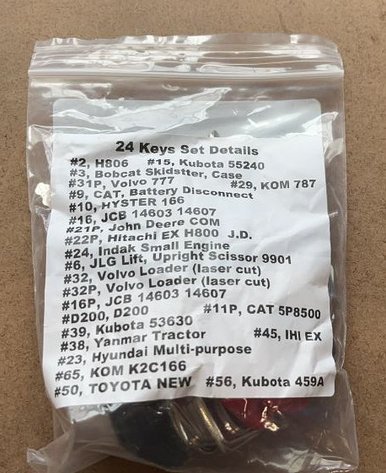 24 Keys Set Details
#2, H806 #15, Kubota 55240
#3, Bobcat Skidstter, Case
#31P, Volvo 777 #29, KOM 787
#9, CAT, Battery Disconnect
#10, HYSTER 166
#16, JCB 14603 14607
#21P, John Deere COM
#22P, Hitachi EX H800 J.D.
#24, Indak Small Engine
#6, JLG Lift, Upright Scissor 9901
#32, Volvo Loader (laser cut)
#32P, Volvo Loader (laser cut)
#16P, JCB 14603 14607
#D200, D200 #11P, CAT 5P8500
#39, Kubota 53630
#38, Yanmar Tractor #45, IHI EX
#23, Hyundai Multi-purpose
#65, KOM K2C166
#50, TOYOTA NEW #56, Kubota 459A